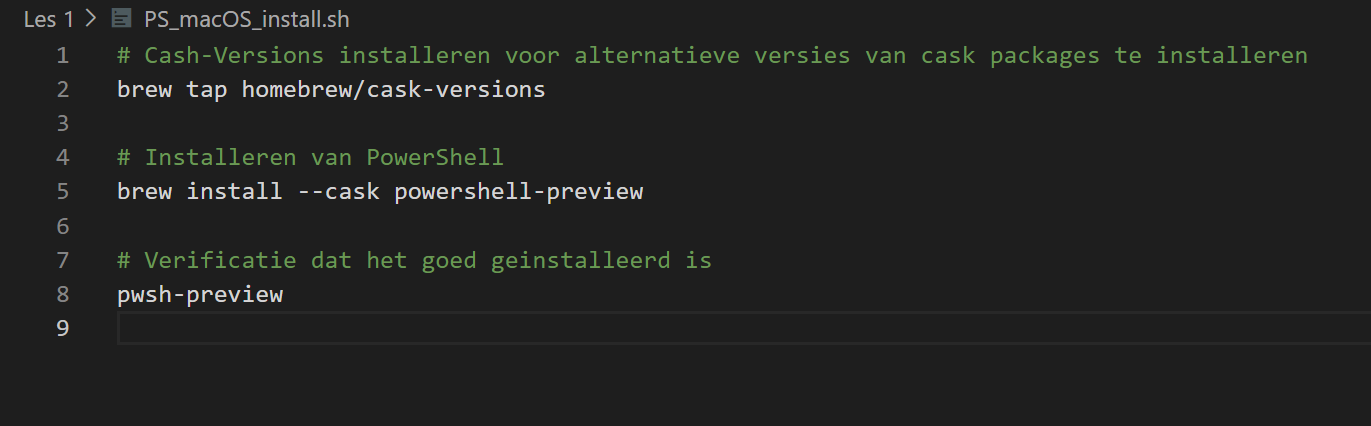 Les 1 > PS_macOS_install.sh
1 # Cash-Versions installeren voor alternatieve versies van cask packages te installeren
2 brew tap homebrew/cask-versions
3
4 # Installeren van PowerShell
5 brew install --cask powershell-preview
6
7 # Verificatie dat het goed geinstalleerd is
8 pwsh-preview
9